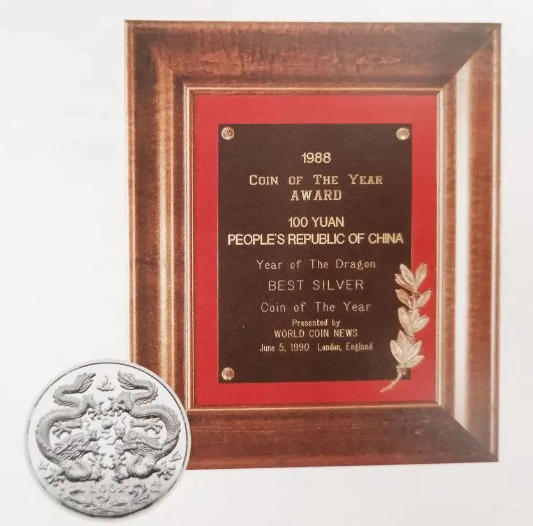 1988
COIN OF THE YEAR
AWARD
100 YUAN
PEOPLE'S REPUBLIC OF CHINA
Year of The Dragon
BEST SILVER
Coin of The Year
Presented by
WORLD COIN NEWS
June 5, 1990 London, England